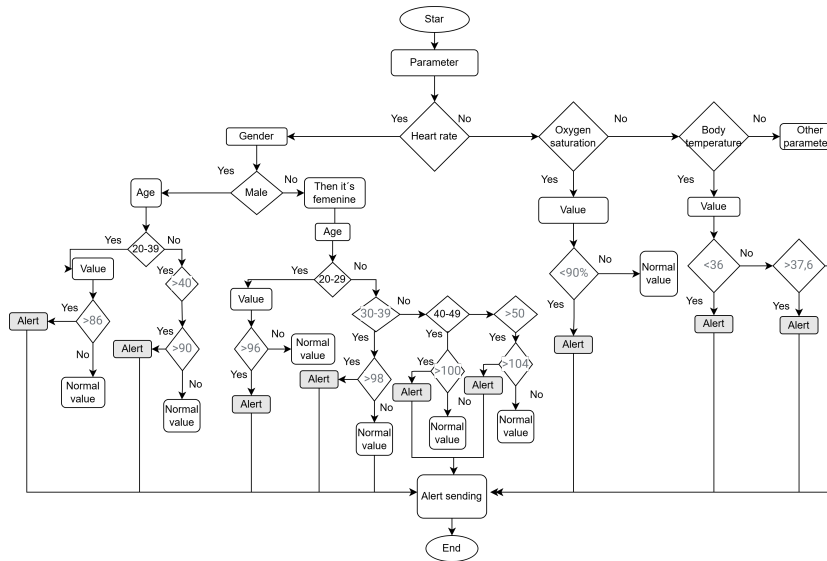 Star
Parameter
Yes
Heart rate
No
Oxygen
saturation
No
Body
temperature
No
Other
parameter
Gender
Yes
Male
No
Then it´s
femenine
Age
Age
Yes
20-39
No
Yes
20-29
No
Yes
Value
Yes
Value
Value
Yes
>40
Value
30-39
No
40-49
>50
<90%
No
Normal
value
<36
No
>37,6
Alert
Yes
>86
No
Normal
value
Alert
Yes
>90
No
Normal
value
>96
No
Normal
value
Yes
Alert
Yes
Alert
>98
No
Normal
value
Yes
>100
Alert
No
Normal
value
Yes
>104
Alert
No
Normal
value
Yes
Alert
Yes
Alert
Yes
Alert
Alert sending
End